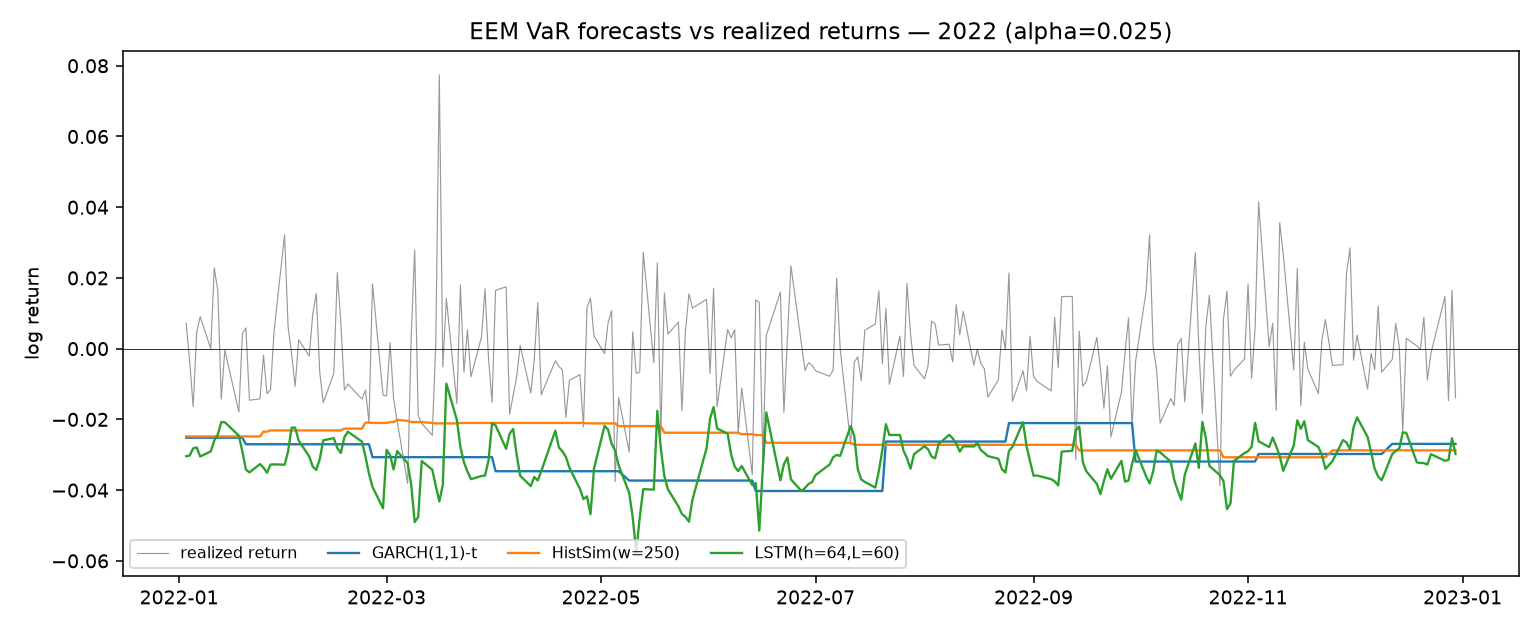 EEM VaR forecasts vs realized returns — 2022 (alpha=0.025)
log return
0.08
0.06
0.04
0.02
0.00
−0.02
−0.04
−0.06
realized return
GARCH(1,1)-t
HistSim(w=250)
LSTM(h=64,L=60)
2022-01
2022-03
2022-05
2022-07
2022-09
2022-11
2023-01